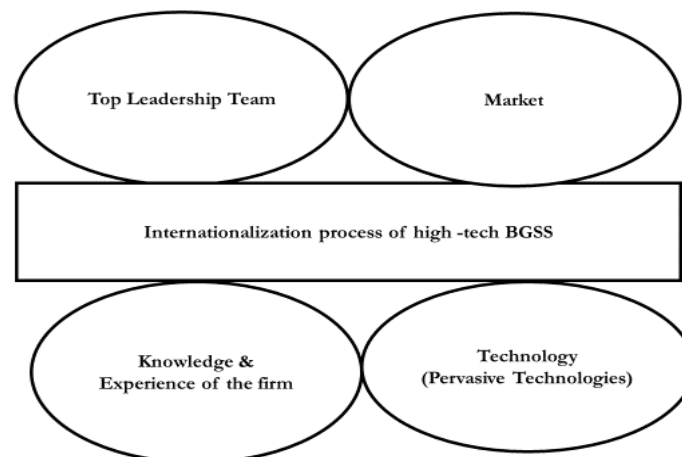 Top Leadership Team
Market
Internationalization process of high -tech BGSS
Knowledge &
Experience of the firm
Technology
(Pervasive Technologies)